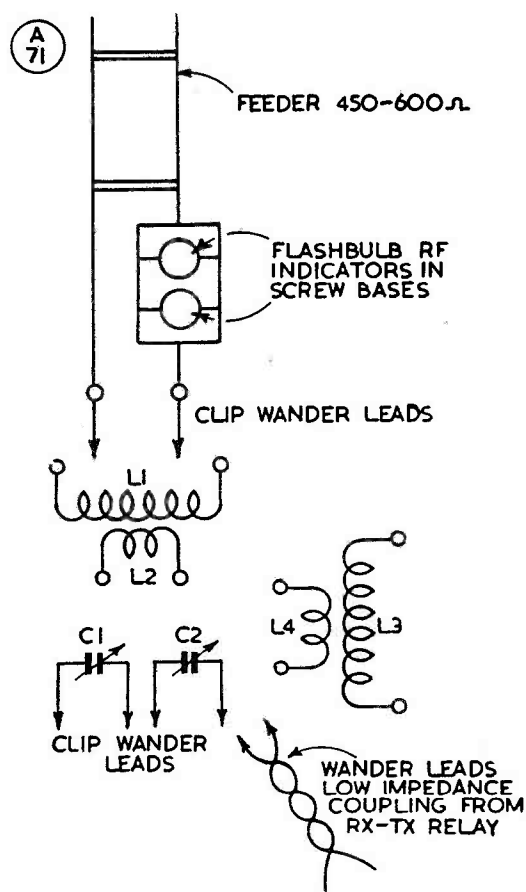 A
71
FEEDER 450-600Ω
FLASHBULB RF
INDICATORS IN
SCREW BASES
CLIP WANDER LEADS
L1
L2
L4
L3
C1
C2
CLIP WANDER
LEADS
WANDER LEADS
LOW IMPEDANCE
COUPLING FROM
RX-TX RELAY